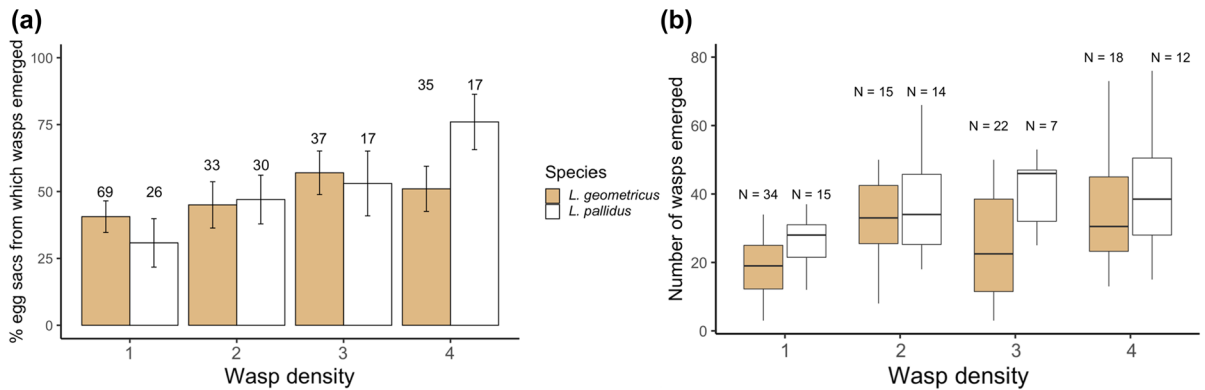 (a)
% egg sacs from which wasps emerged
100
75
50
25
0
69
26
33
30
37
17
35
17
1
2
3
4
Wasp density
Species
L. geometricus
L. pallidus
(b)
Number of wasps emerged
80
60
40
20
0
N = 34
N = 15
N = 15
N = 14
N = 22
N = 7
N = 18
N = 12
1
2
3
4
Wasp density